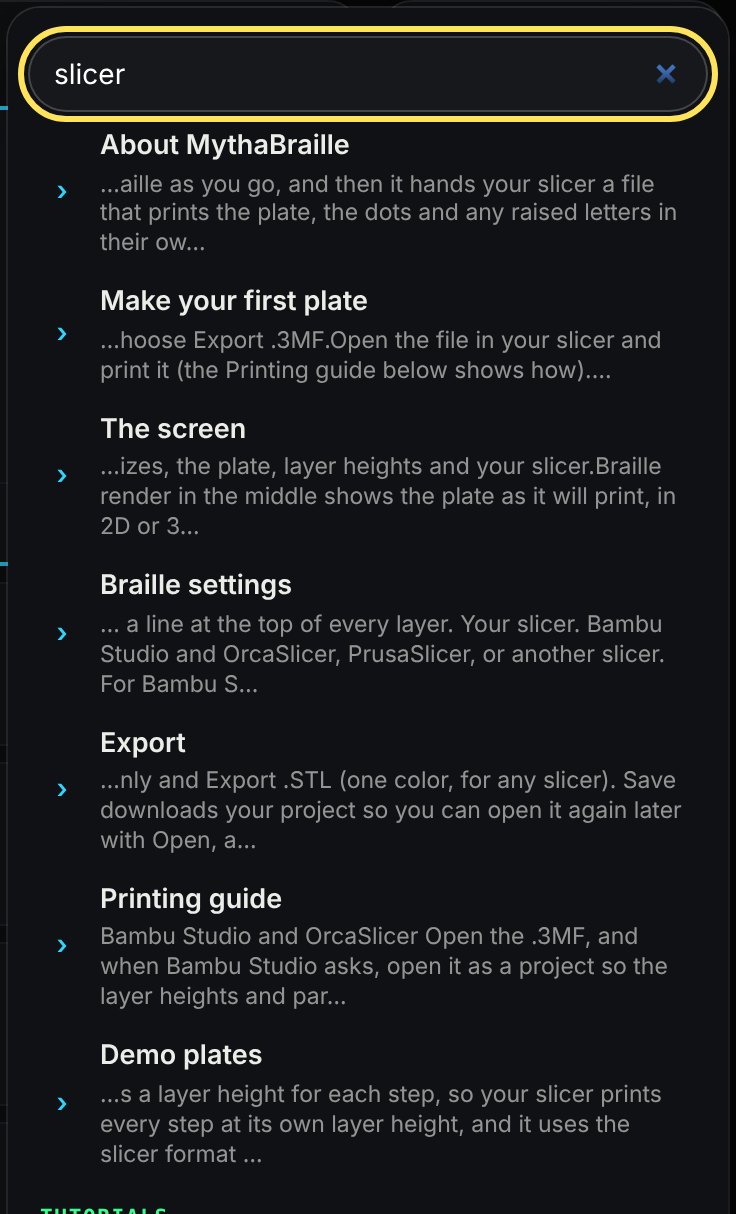 slicer
About MythaBraille
...aille as you go, and then it hands your slicer a file
that prints the plate, the dots and any raised letters in
their ow...
Make your first plate
...hoose Export .3MF.Open the file in your slicer and
print it (the Printing guide below shows how)....
The screen
...izes, the plate, layer heights and your slicer.Braille
render in the middle shows the plate as it will print, in
2D or 3...
Braille settings
... a line at the top of every layer. Your slicer. Bambu
Studio and OrcaSlicer, PrusaSlicer, or another slicer.
For Bambu S...
Export
...nly and Export .STL (one color, for any slicer). Save
downloads your project so you can open it again later
with Open, a...
Printing guide
Bambu Studio and OrcaSlicer Open the .3MF, and
when Bambu Studio asks, open it as a project so the
layer heights and par...
Demo plates
...s a layer height for each step, so your slicer prints
every step at its own layer height, and it uses the
slicer format ...
TUTORIALS